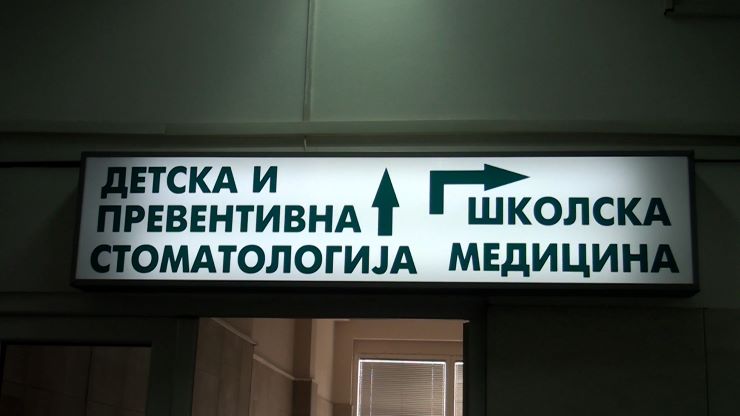 ДЕТСКА И
ПРЕВЕНТИВНА
СТОМАТОЛОГИЈА
ШКОЛСКА
МЕДИЦИНА